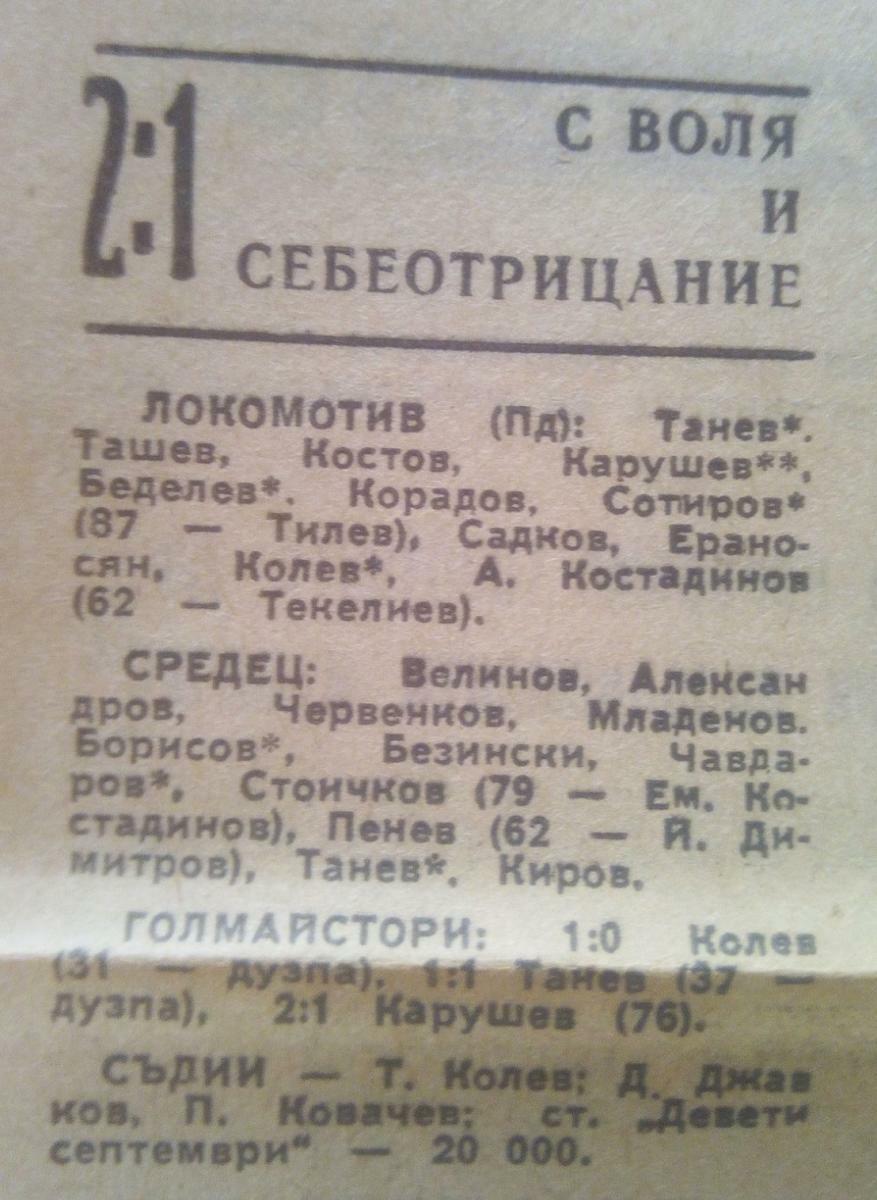 2:1
С ВОЛЯ
И
СЕБЕОТРИЦАНИЕ
ЛОКОМОТИВ (Пд): Танев*.
Ташев, Костов, Карушев**,
Беделев*. Корадов, Сотиров*
(87 — Тилев), Садков, Ерано-
сян, Колев*, А. Костадинов
(62 — Текелиев).
СРЕДЕЦ: Велинов, Алексан
дров, Червенков, Младенов.
Борисов*, Безински, Чавда-
ров*, Стоичков (79 — Ем. Ко-
стадинов), Пенев (62 — Й. Ди-
митров), Танев*. Киров.
ГОЛМАЙСТОРИ: 1:0 Колев
(31 — дузпа), 1:1 Танев (37 —
дузпа), 2:1 Карушев (76).
СЪДИИ — Т. Колев; Д. Джав
ков, П. Ковачев; ст. „Девети
септември“ — 20 000.